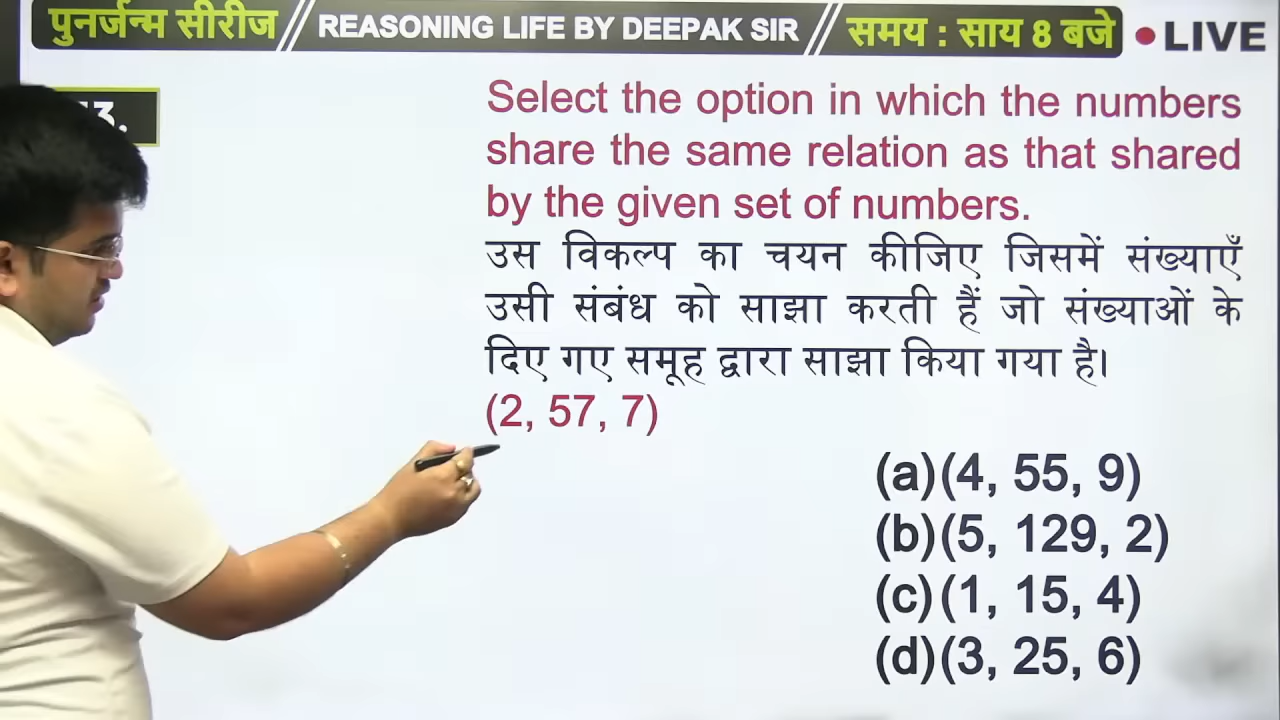 पुनर्जन्म सीरीज // REASONING LIFE BY DEEPAK SIR // समय : साय 8 बजे LIVE
3.
Select the option in which the numbers
share the same relation as that shared
by the given set of numbers.
उस विकल्प का चयन कीजिए जिसमें संख्याएँ
उसी संबंध को साझा करती हैं जो संख्याओं के
दिए गए समूह द्वारा साझा किया गया है।
(2, 57, 7)
(a)(4, 55, 9)
(b)(5, 129, 2)
(c)(1, 15, 4)
(d)(3, 25, 6)